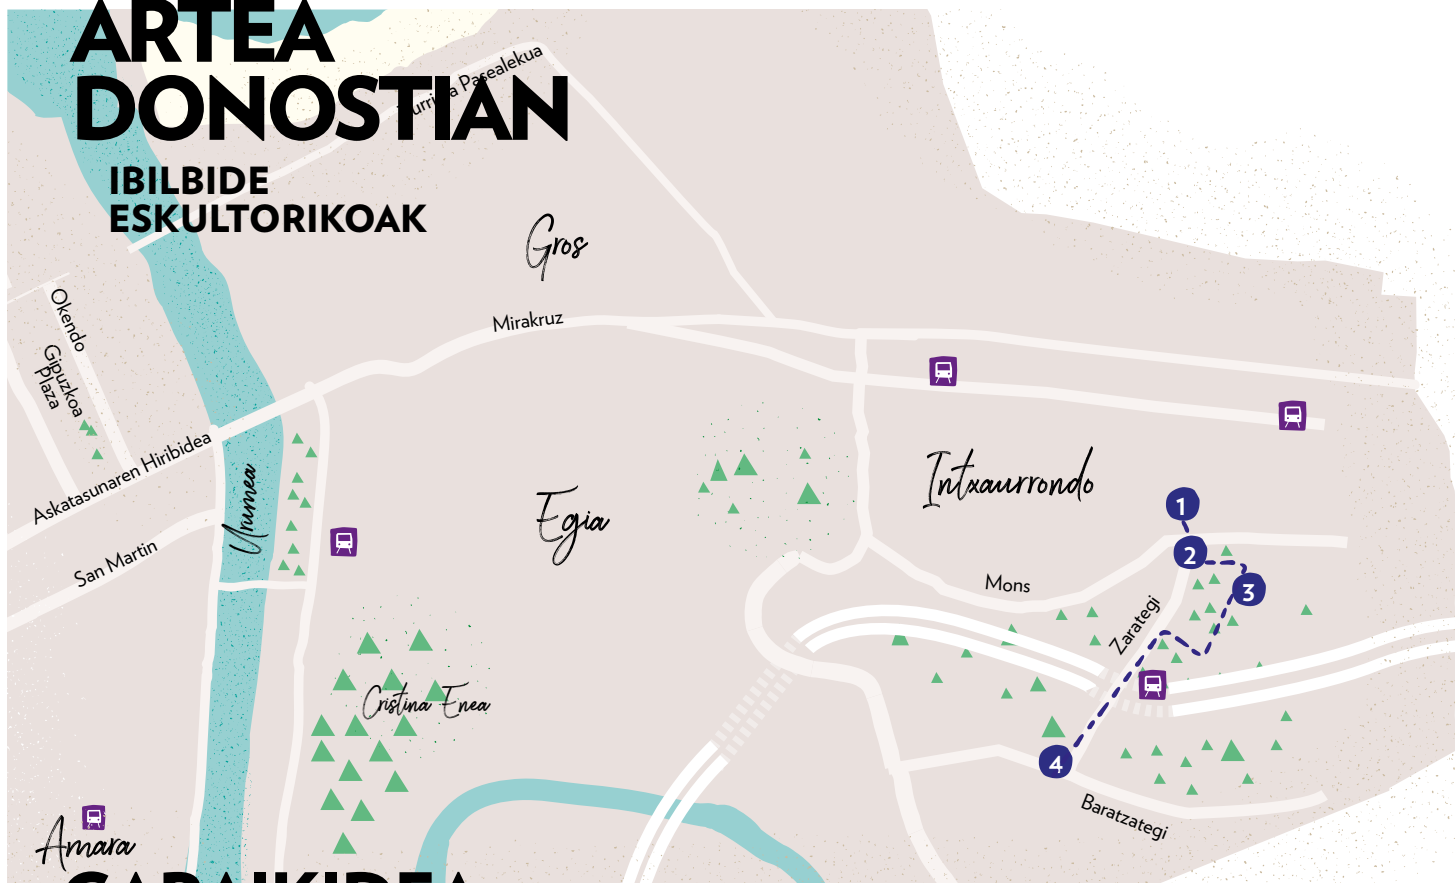 ARTEA
DONOSTIAN
IBILBIDE
ESKULTORIKOAK
Pasealekua
Gros
Mirakruz
Okendo
Gipuzkoa
Plaza
Askatasunaren Hiribidea
San Martin
Urumea
Egia
Intxaurrondo
1
2
3
Mons
Zarategi
Cristina Enea
4
Baratzategi
Amara